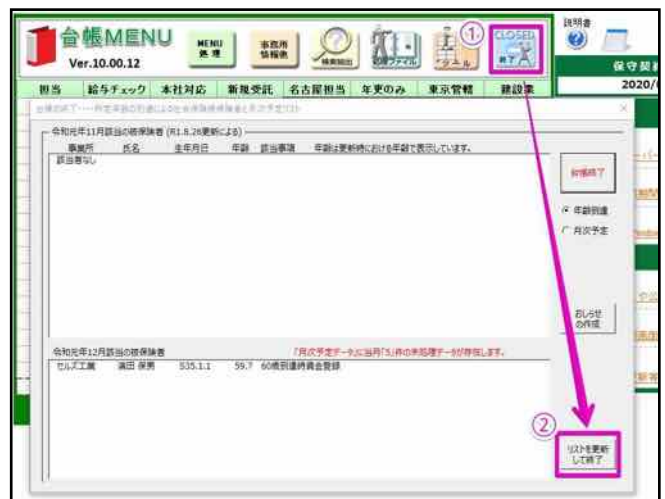 台帳MENU
Ver.10.00.12
MENU
処理
事務所
情報他
検索抽出
処理ファイル
ツール
①
CLOSED
終了
説明書
保守契約
2020/
担当 給与チェック 本社対応 新規受託 名古屋担当 年更のみ 東京管轄 建設業
台帳の終了
令和元年11月該当の被保険者 (R1.8.26更新による)
事業所 氏名 生年月日 年齢 該当事項 年齢は更新時における年齢で表示しています。
該当者なし
台帳終了
年齢到達
月次予定
おしらせ
の作成
令和元年12月該当の被保険者
「月次予定データ」に当月「5」件の未処理データが存在します。
セルズ工業 濱田 保男 S35.1.1 59.7 60歳到達時賃金登録
②
リストを更新
して終了